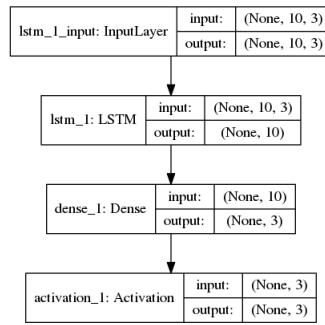 lstm_1_input: InputLayer
input: (None, 10, 3)
output: (None, 10, 3)
lstm_1: LSTM
input: (None, 10, 3)
output: (None, 10)
dense_1: Dense
input: (None, 10)
output: (None, 3)
activation_1: Activation
input: (None, 3)
output: (None, 3)